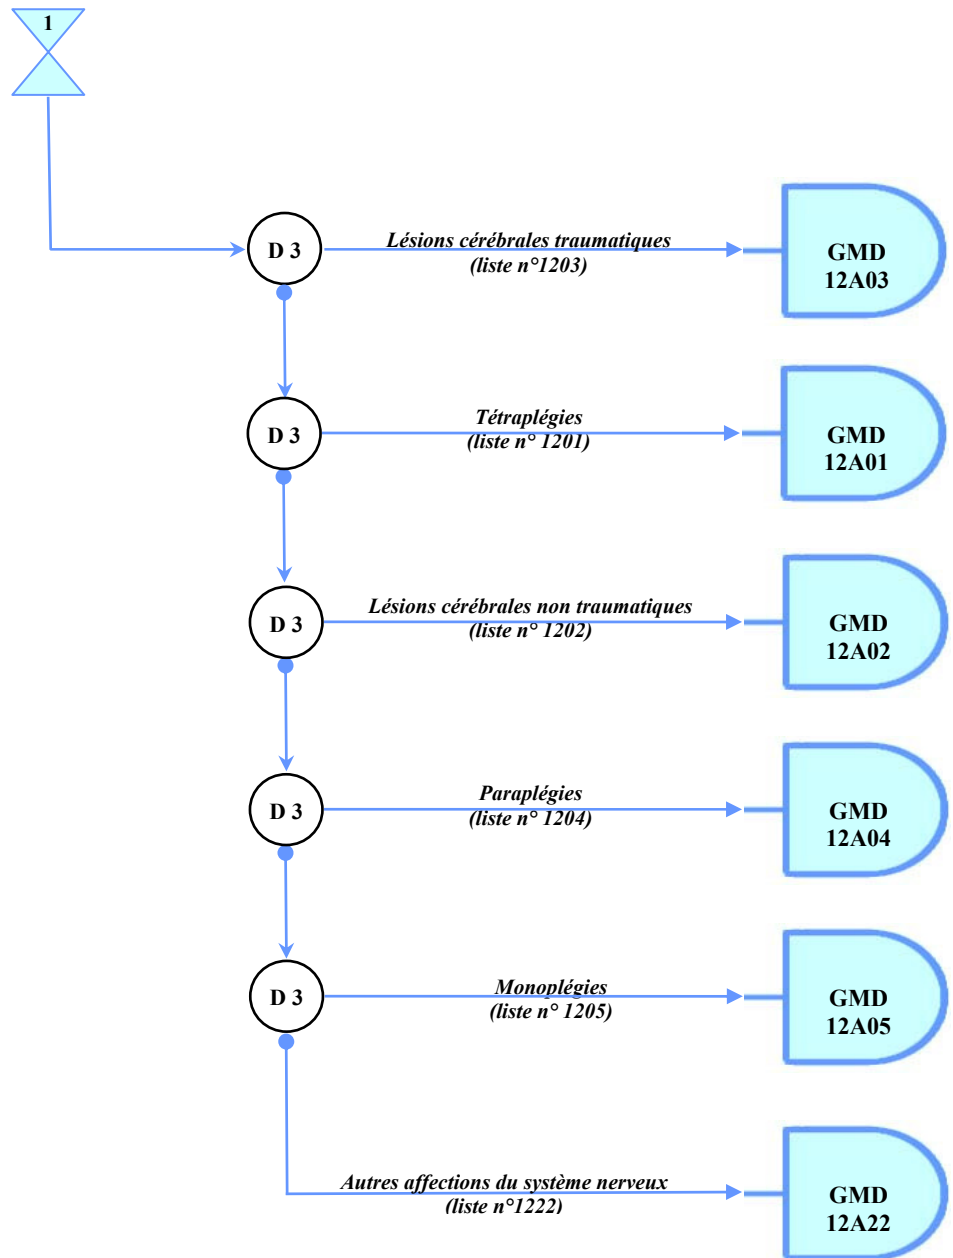 1
D 3
Lésions cérébrales traumatiques
(liste n°1203)
GMD
12A03
D 3
Tétraplégies
(liste n° 1201)
GMD
12A01
D 3
Lésions cérébrales non traumatiques
(liste n° 1202)
GMD
12A02
D 3
Paraplégies
(liste n° 1204)
GMD
12A04
D 3
Monoplégies
(liste n° 1205)
GMD
12A05
Autres affections du système nerveux
(liste n°1222)
GMD
12A22